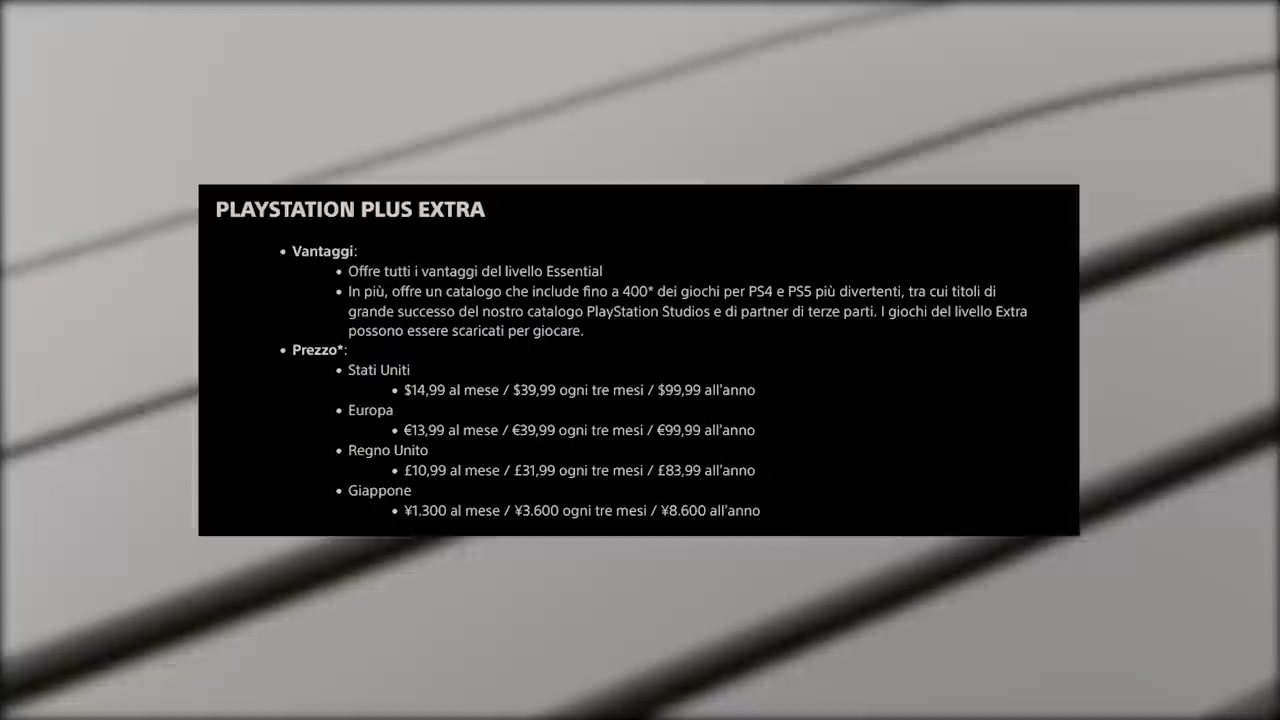 PLAYSTATION PLUS EXTRA
• Vantaggi:
• Offre tutti i vantaggi del livello Essential
• In più, offre un catalogo che include fino a 400* dei giochi per PS4 e PS5 più divertenti, tra cui titoli di
grande successo del nostro catalogo PlayStation Studios e di partner di terze parti. I giochi del livello Extra
possono essere scaricati per giocare.
• Prezzo*:
• Stati Uniti
• $14,99 al mese / $39,99 ogni tre mesi / $99,99 all'anno
• Europa
• €13,99 al mese / €39,99 ogni tre mesi / €99,99 all'anno
• Regno Unito
• £10,99 al mese / £31,99 ogni tre mesi / £83,99 all'anno
• Giappone
• ¥1.300 al mese / ¥3.600 ogni tre mesi / ¥8.600 all'anno